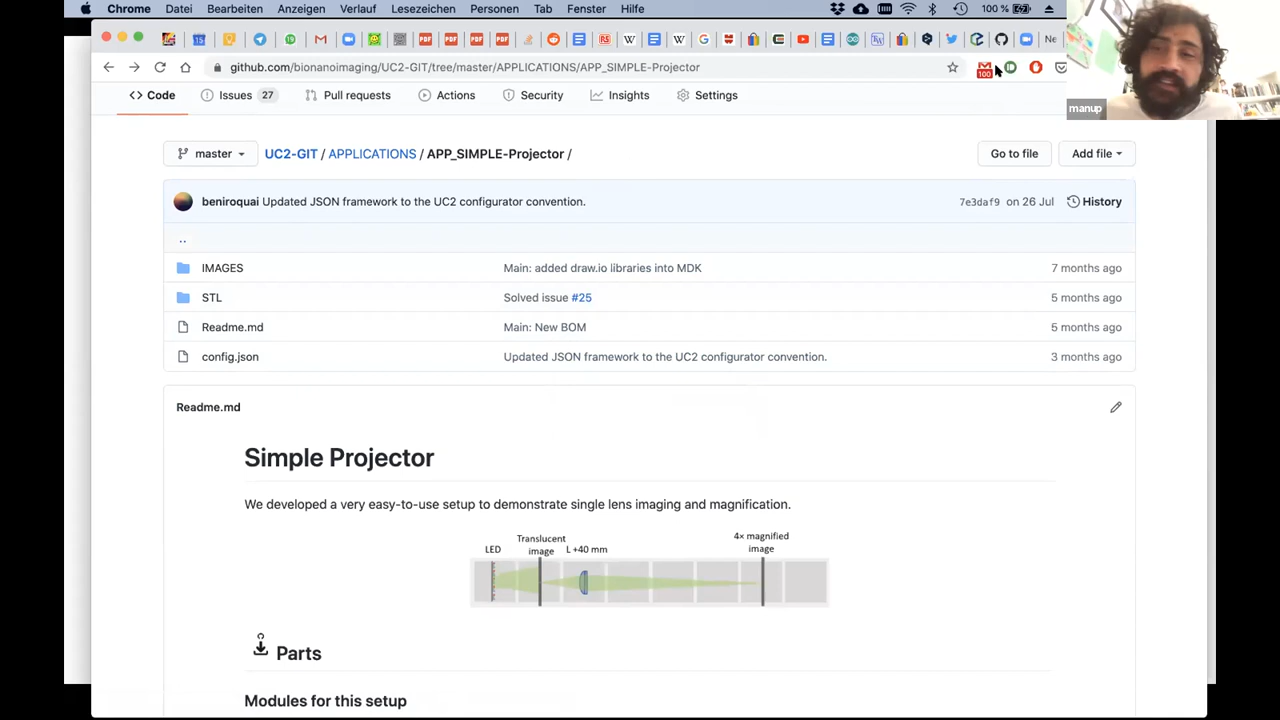 Chrome Datei Bearbeiten Anzeigen Verlauf Lesezeichen Personen Tab Fenster Hilfe 100 %
github.com/bionanoimaging/UC2-GIT/tree/master/APPLICATIONS/APP_SIMPLE-Projector
100
manup
<> Code Issues 27 Pull requests Actions Security Insights Settings
master UC2-GIT / APPLICATIONS / APP_SIMPLE-Projector / Go to file Add file
beniroquai Updated JSON framework to the UC2 configurator convention. 7e3daf9 on 26 Jul History
..
IMAGES Main: added draw.io libraries into MDK 7 months ago
STL Solved issue #25 5 months ago
Readme.md Main: New BOM 5 months ago
config.json Updated JSON framework to the UC2 configurator convention. 3 months ago
Readme.md
Simple Projector
We developed a very easy-to-use setup to demonstrate single lens imaging and magnification.
LED
Translucent
image
L +40 mm
4× magnified
image
Parts
Modules for this setup